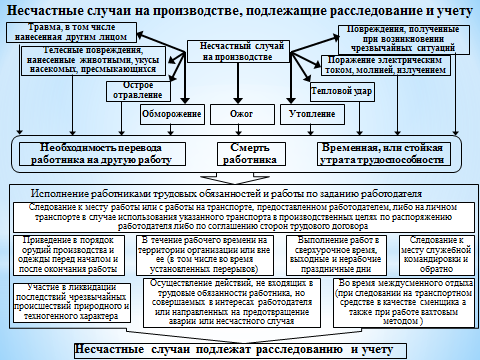 Несчастные случаи на производстве, подлежащие расследование и учету
Травма, в том числе
нанесенная другим лицом
Несчастный случай
на производстве
Повреждения, полученные
при возникновении
чрезвычайных ситуаций
Телесные повреждения,
нанесенные животными, укусы
насекомых, пресмыкающихся
Поражение электрическим
током, молнией, излучением
Острое
отравление
Тепловой удар
Обморожение
Ожог
Утопление
Необходимость перевода
работника на другую работу
Смерть
работника
Временная, или стойкая
утрата трудоспособности
Исполнение работниками трудовых обязанностей и работы по заданию работодателя
Следование к месту работы или с работы на транспорте, предоставленном работодателем, либо на личном
транспорте в случае использования указанного транспорта в производственных целях по распоряжению
работодателя либо по соглашению сторон трудового договора
Приведение в порядок
орудий производства и
одежды перед началом и
после окончания работы
В течение рабочего времени на
территории организации или вне
ее (в том числе во время
установленных перерывов)
Выполнение работ в
сверхурочное время,
выходные и нерабочие
праздничные дни
Следование к
месту служебной
командировки и
обратно
Участие в ликвидации
последствий чрезвычайных
происшествий природного и
техногенного характера
Осуществление действий, не входящих в
трудовые обязанности работника, но
совершаемых в интересах работодателя
или направленных на предотвращение
аварии или несчастного случая
Во время междусменного отдыха
(при следовании на транспортном
средстве в качестве сменщика а
также при работе вахтовым
методом )
Несчастные случаи подлежат расследованию и учету